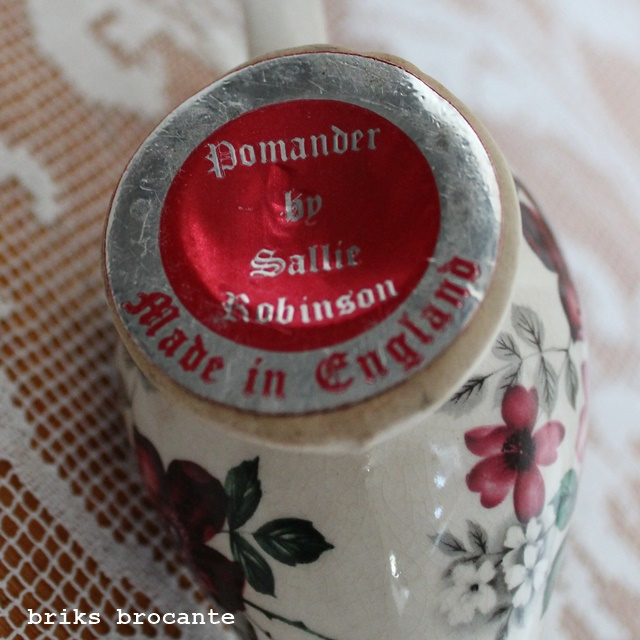 Pomander
by
Sallie
Robinson
Made in England
briks brocante